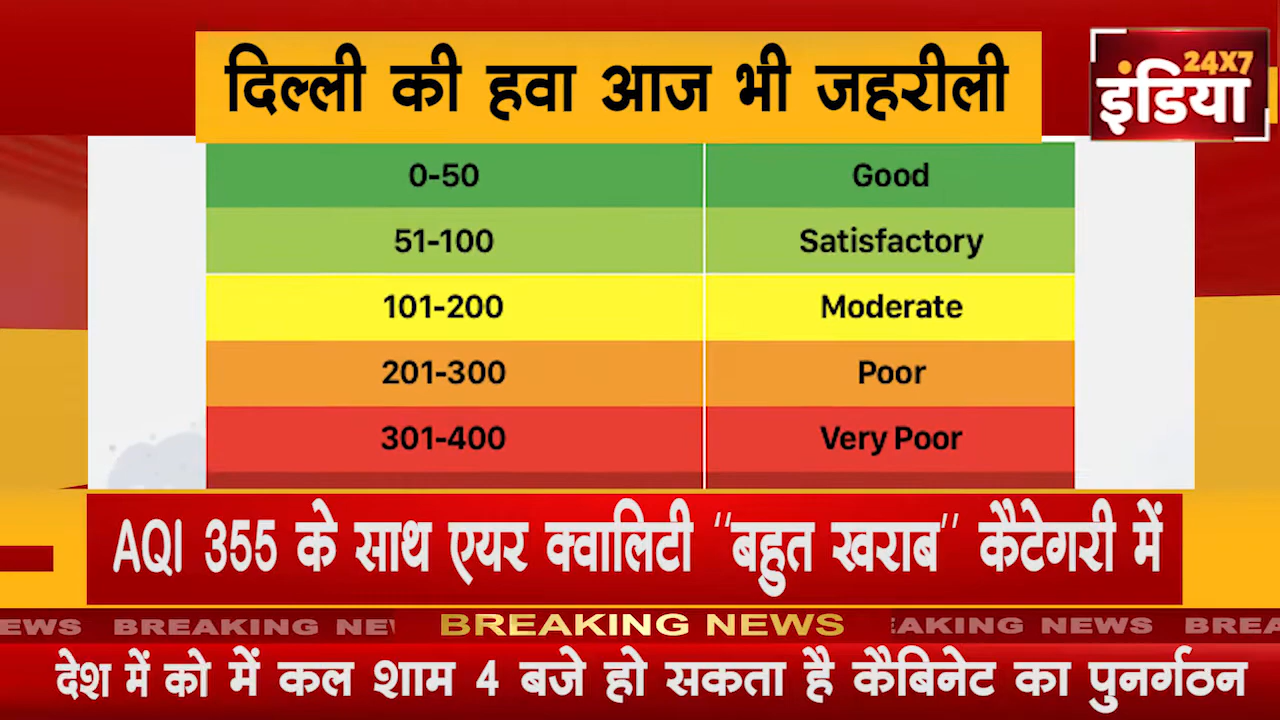 दिल्ली की हवा आज भी जहरीली
24X7
इंडिया
0-50 Good
51-100 Satisfactory
101-200 Moderate
201-300 Poor
301-400 Very Poor
AQI 355 के साथ एयर क्वालिटी "बहुत खराब" कैटेगरी में
EWS BREAKING NEW BREAKING NEWS AKING NEWS BREA
देश में को में कल शाम 4 बजे हो सकता है कैबिनेट का पुनर्गठन